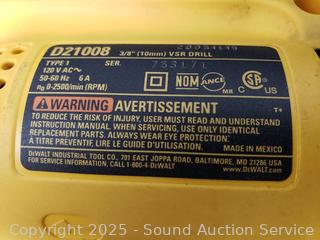 D21008
3/8" (10mm) VSR DRILL
TYPE 1
SER.
120 V AC~
50-60 Hz 6 A
n0 0-2500/min (RPM)
NOM
ANCE
MR
C US
WARNING AVERTISSEMENT
TO REDUCE THE RISK OF INJURY, USER MUST READ AND UNDERSTAND
INSTRUCTION MANUAL. WHEN SERVICING, USE ONLY IDENTICAL
REPLACEMENT PARTS. ALWAYS WEAR EYE PROTECTION.
À TITRE PRÉVENTIF, LIRE LE GUIDE D'UTILISATION.
MADE IN MEXICO
DEWALT INDUSTRIAL TOOL CO., 701 EAST JOPPA ROAD, BALTIMORE, MD 21286 USA
FOR SERVICE INFORMATION, CALL 1-800-4-DEWALT
www.DEWALT.com
Copyright 2025 - Sound Auction Service